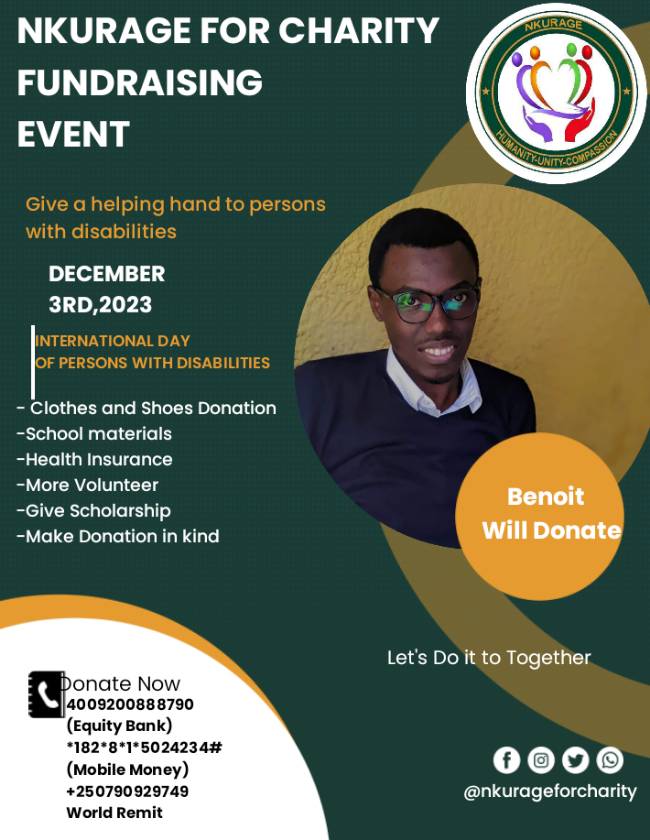 NKURAGE FOR CHARITY
FUNDRAISING
EVENT
NKURAGE
HUMANITY-UNITY-COMPASSION
Give a helping hand to persons
with disabilities
DECEMBER
3RD,2023
INTERNATIONAL DAY
OF PERSONS WITH DISABILITIES
- Clothes and Shoes Donation
-School materials
-Health Insurance
-More Volunteer
-Give Scholarship
-Make Donation in kind
Benoit
Will Donate
Let's Do it to Together
Donate Now
4009200888790
(Equity Bank)
*182*8*1*5024234#
(Mobile Money)
+250790929749
World Remit
@nkurageforcharity